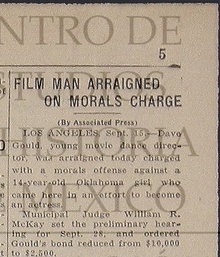 NTRO DE
5
FILM MAN ARRAIGNED
ON MORALS CHARGE
(By Associated Press)
LOS ANGELES Sept. 15.—Dave
Gould, young movie dance direc-
tor, was arraigned today charged
with a morals offense against a
14-year-old Oklahoma girl who
came here in an effort to become
an actress.
Municipal Judge William R.
McKay set the preliminary hear-
ing for Sept. 28, and ordered
Gould's bond reduced from $10,000
to $2,500.